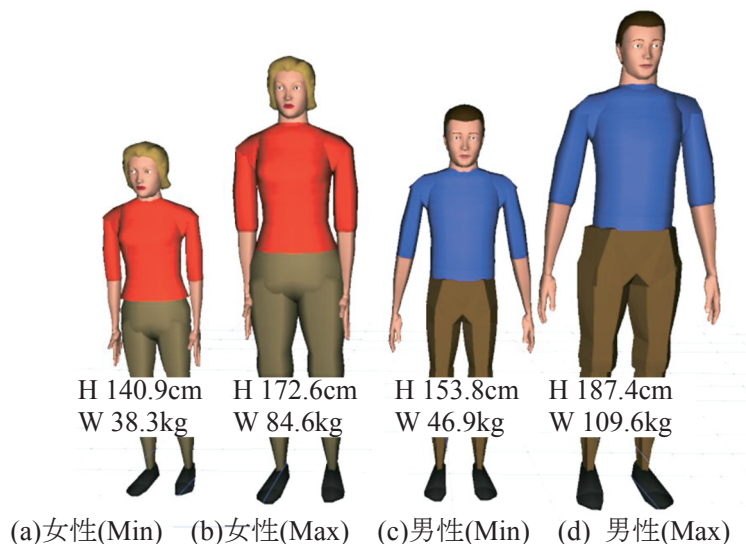 H 140.9cm
W 38.3kg
H 172.6cm
W 84.6kg
H 153.8cm
W 46.9kg
H 187.4cm
W 109.6kg
(a)女性(Min)
(b)女性(Max)
(c)男性(Min)
(d) 男性(Max)